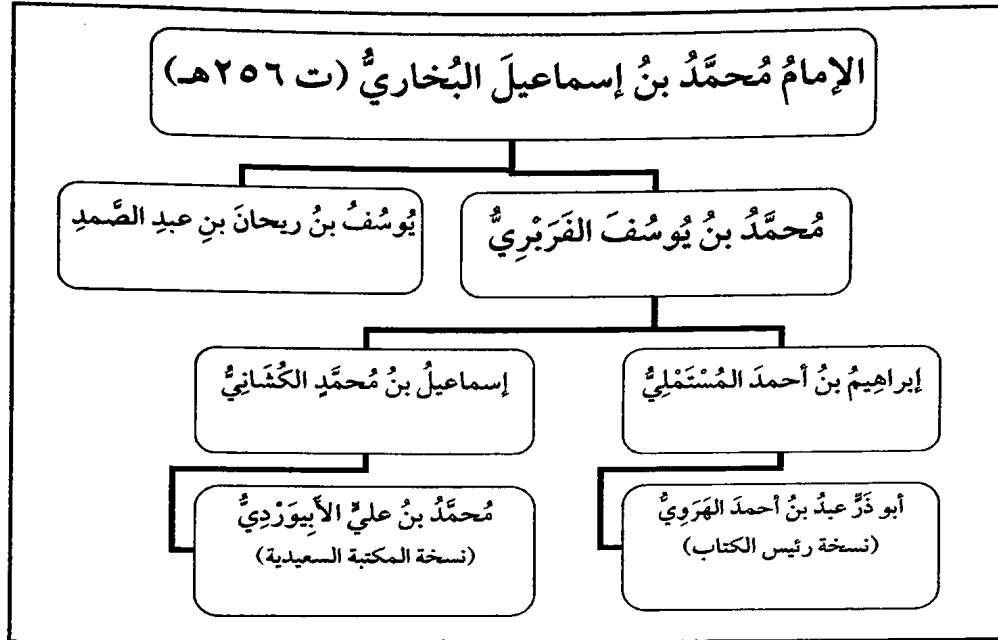 الإمامُ مُحمَّدُ بنُ إسماعيلَ البُخاريُّ (ت ٢٥٦هـ)
مُحمَّدُ بنُ يُوسُفَ الفَرَبْرِيُّ
يُوسُفُ بنُ ريحانَ بنِ عبدِ الصَّمدِ
إبراهِيمُ بنُ أحمدَ المُسْتَمْلِيُّ
إسماعيلُ بنُ مُحمَّدٍ الكُشَانِيُّ
أبو ذَرٍّ عبدُ بنُ أحمدَ الهَرَوِيُّ
(نسخة رئيس الكتاب)
مُحمَّدُ بنُ عليٍّ الأَبِيوَرْدِيُّ
(نسخة المكتبة السعيدية)